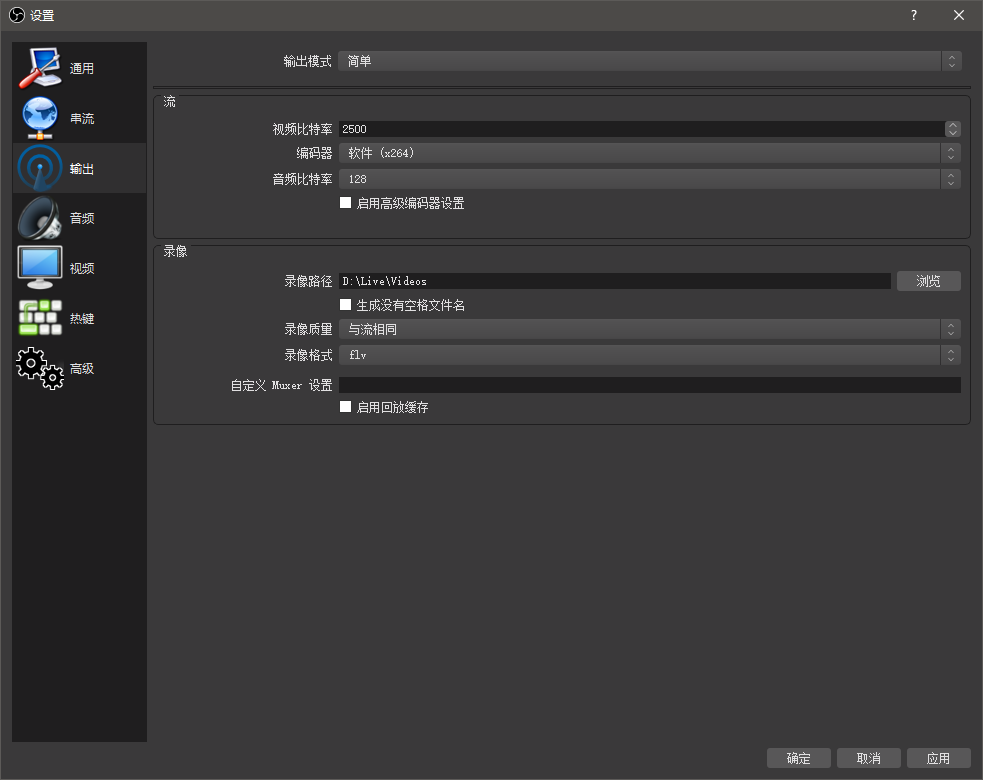 设置
?
通用
串流
输出
音频
视频
热键
高级
输出模式 简单
流
视频比特率 2500
编码器 软件 (x264)
音频比特率 128
启用高级编码器设置
录像
录像路径 D:\Live\Videos 浏览
生成没有空格文件名
录像质量 与流相同
录像格式 flv
自定义 Muxer 设置
启用回放缓存
确定 取消 应用